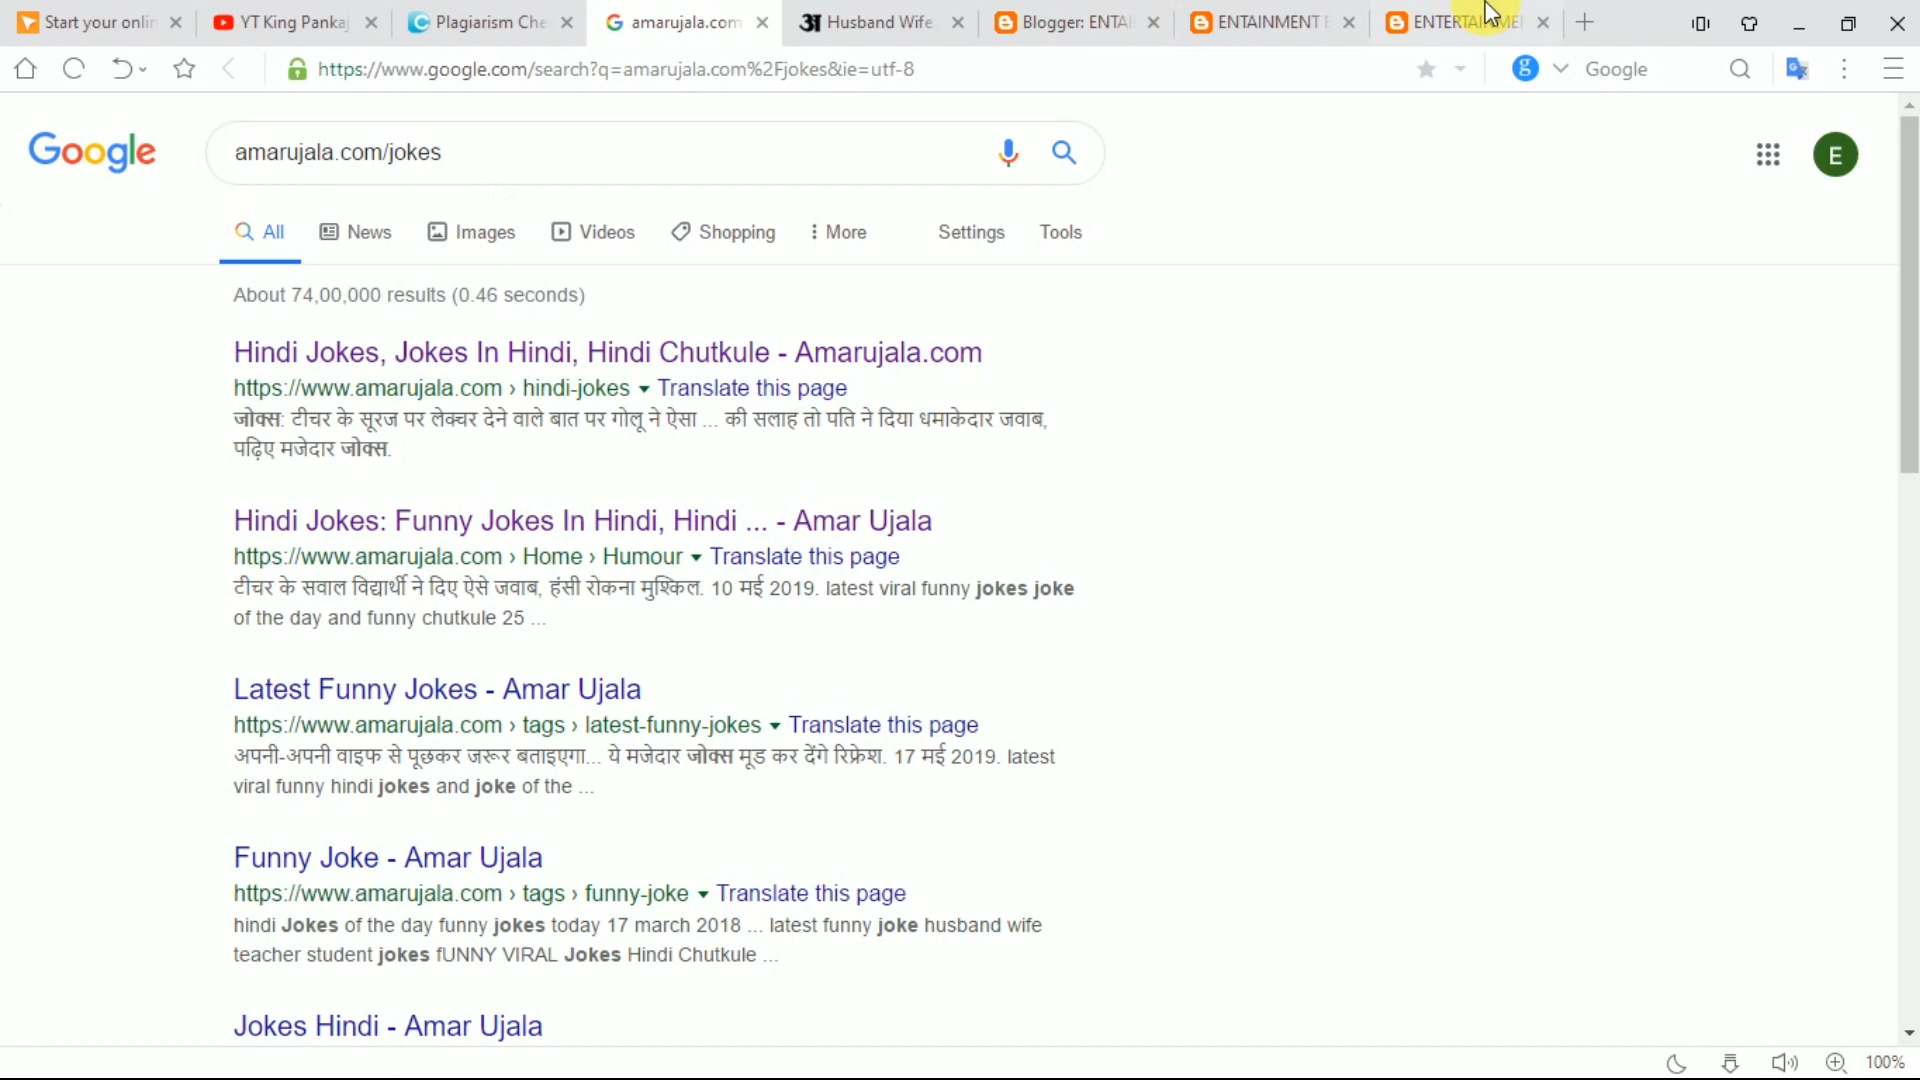 Start your onlin
YT King Pankaj
Plagiarism Che
amarujala.com
Husband Wife
Blogger: ENTAI
ENTAINMENT
ENTERTAINME
https://www.google.com/search?q=amarujala.com%2Fjokes&ie=utf-8
Google
Google
amarujala.com/jokes
E
All
News
Images
Videos
Shopping
More
Settings
Tools
About 74,00,000 results (0.46 seconds)
Hindi Jokes, Jokes In Hindi, Hindi Chutkule - Amarujala.com
https://www.amarujala.com › hindi-jokes ▾ Translate this page
जोक्स: टीचर के सूरज पर लेक्चर देने वाले बात पर गोलू ने ऐसा ... की सलाह तो पति ने दिया धमाकेदार जवाब,
पढ़िए मजेदार जोक्स.
Hindi Jokes: Funny Jokes In Hindi, Hindi ... - Amar Ujala
https://www.amarujala.com › Home › Humour ▾ Translate this page
टीचर के सवाल विद्यार्थी ने दिए ऐसे जवाब, हंसी रोकना मुश्किल. 10 मई 2019. latest viral funny jokes joke
of the day and funny chutkule 25 ...
Latest Funny Jokes - Amar Ujala
https://www.amarujala.com › tags › latest-funny-jokes ▾ Translate this page
अपनी-अपनी वाइफ से पूछकर जरूर बताइएगा... ये मजेदार जोक्स मूड कर देंगे रिफ्रेश. 17 मई 2019. latest
viral funny hindi jokes and joke of the ...
Funny Joke - Amar Ujala
https://www.amarujala.com › tags › funny-joke ▾ Translate this page
hindi Jokes of the day funny jokes today 17 march 2018 ... latest funny joke husband wife
teacher student jokes fUNNY VIRAL Jokes Hindi Chutkule ...
Jokes Hindi - Amar Ujala
100%